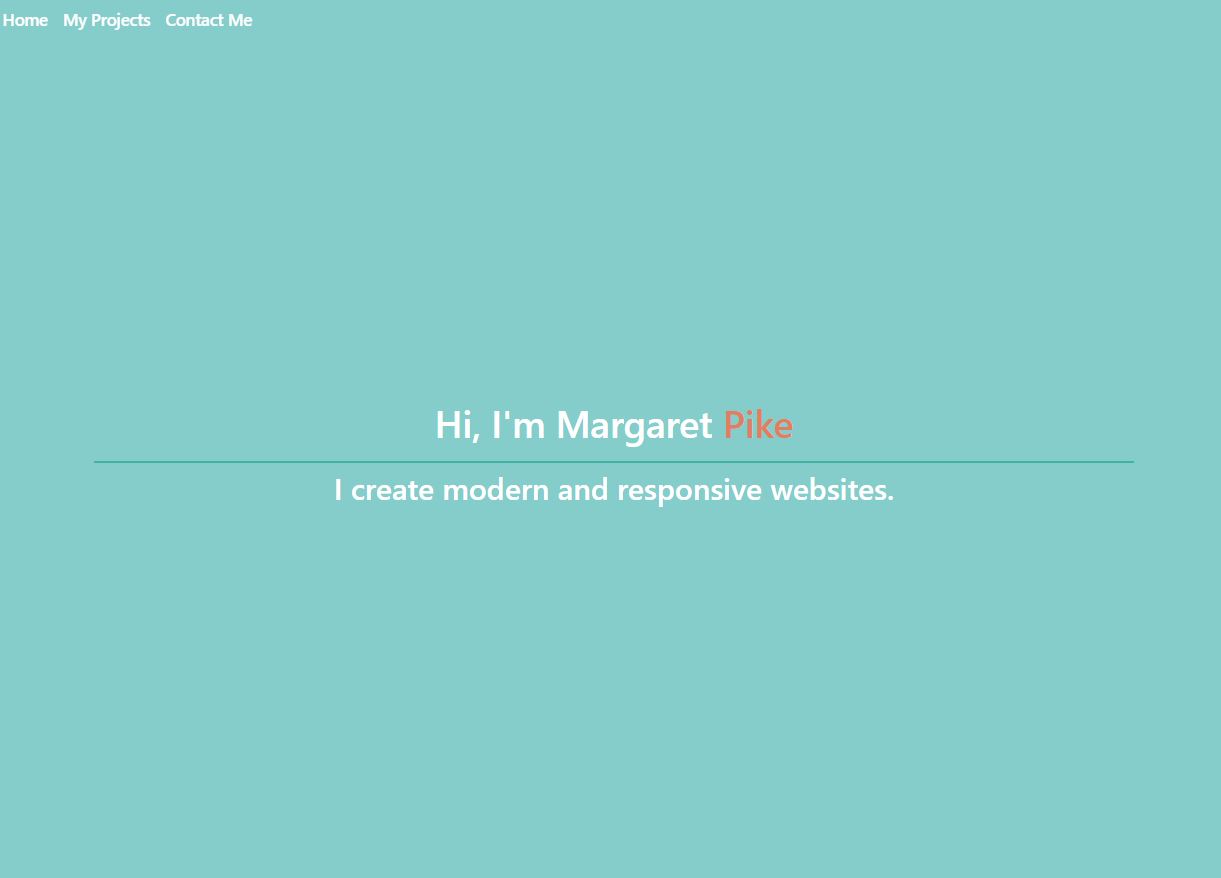 Home My Projects Contact Me
Hi, I'm Margaret Pike
I create modern and responsive websites.